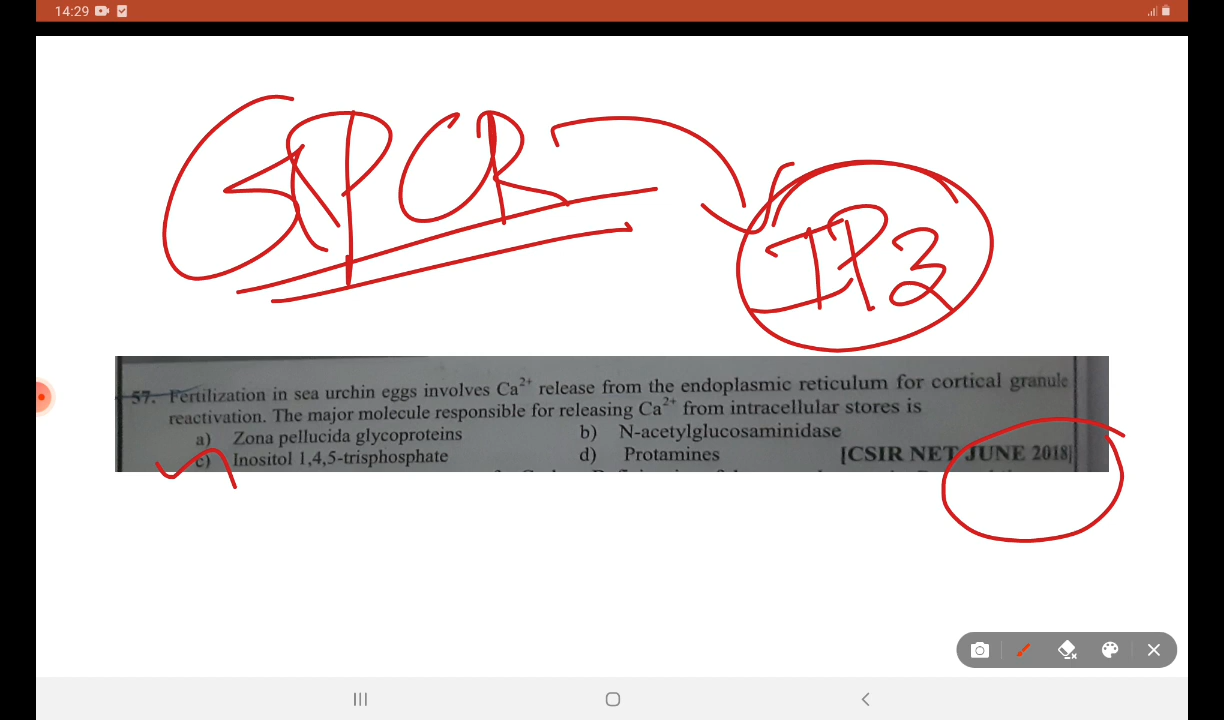 14:29
GPCR
IP3
57. Fertilization in sea urchin eggs involves Ca2+ release from the endoplasmic reticulum for cortical granule
reactivation. The major molecule responsible for releasing Ca2+ from intracellular stores is
a) Zona pellucida glycoproteins b) N-acetylglucosaminidase
c) Inositol 1,4,5-trisphosphate d) Protamines [CSIR NET JUNE 2018]